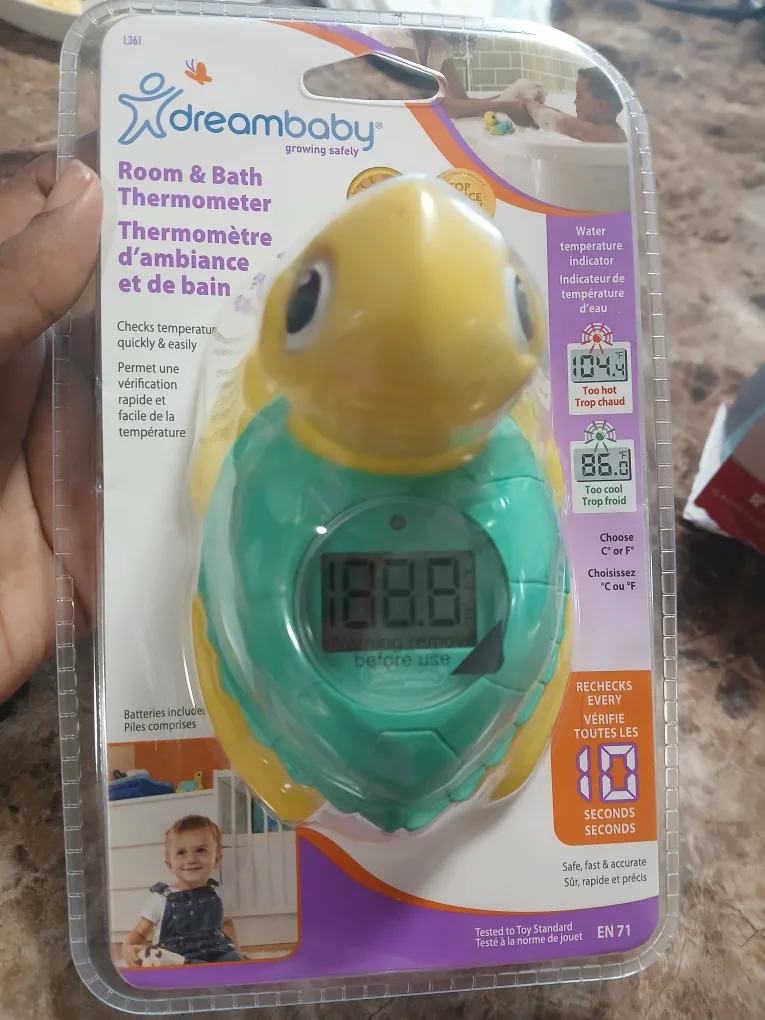 L361
dreambaby®
growing safely
Room & Bath
Thermometer
Thermomètre
d'ambiance
et de bain
Checks
quickly & easily
Permet une
vérification
rapide et
facile de la
température
Water
temperature
indicator
Indicateur de
température
d'eau
104.4 °F
Too hot
Trop chaud
86.0 °F
Too cool
Trop froid
Choose
C° or F°
Choisissez
°C ou °F
188.8
Warning remove
before use
Batteries
Piles comprises
RECHECKS
EVERY
VÉRIFIE
TOUTES LES
10
SECONDS
SECONDS
Safe, fast & accurate
Sûr, rapide et précis
Tested to Toy Standard
Testé à la norme de jouet
EN 71